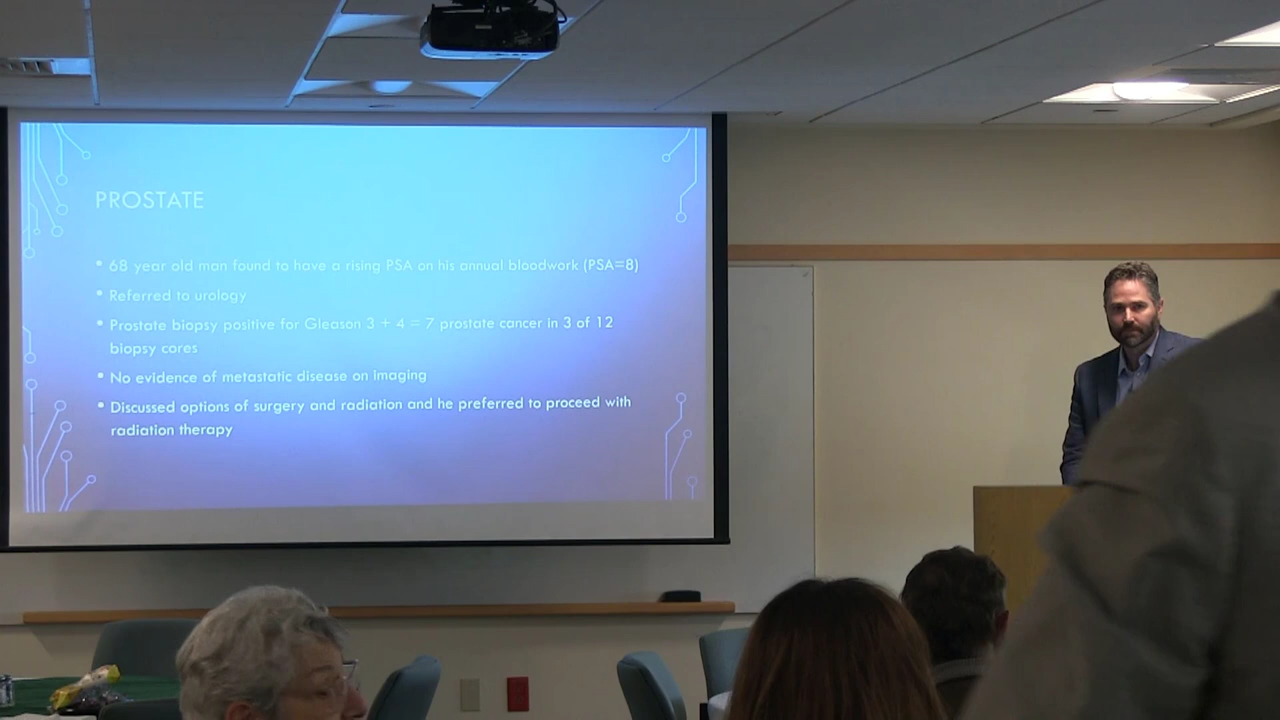 PROSTATE
• 68 year old man found to have a rising PSA on his annual bloodwork (PSA=8)
• Referred to urology
• Prostate biopsy positive for Gleason 3 + 4 = 7 prostate cancer in 3 of 12
biopsy cores
• No evidence of metastatic disease on imaging
• Discussed options of surgery and radiation and he preferred to proceed with
radiation therapy